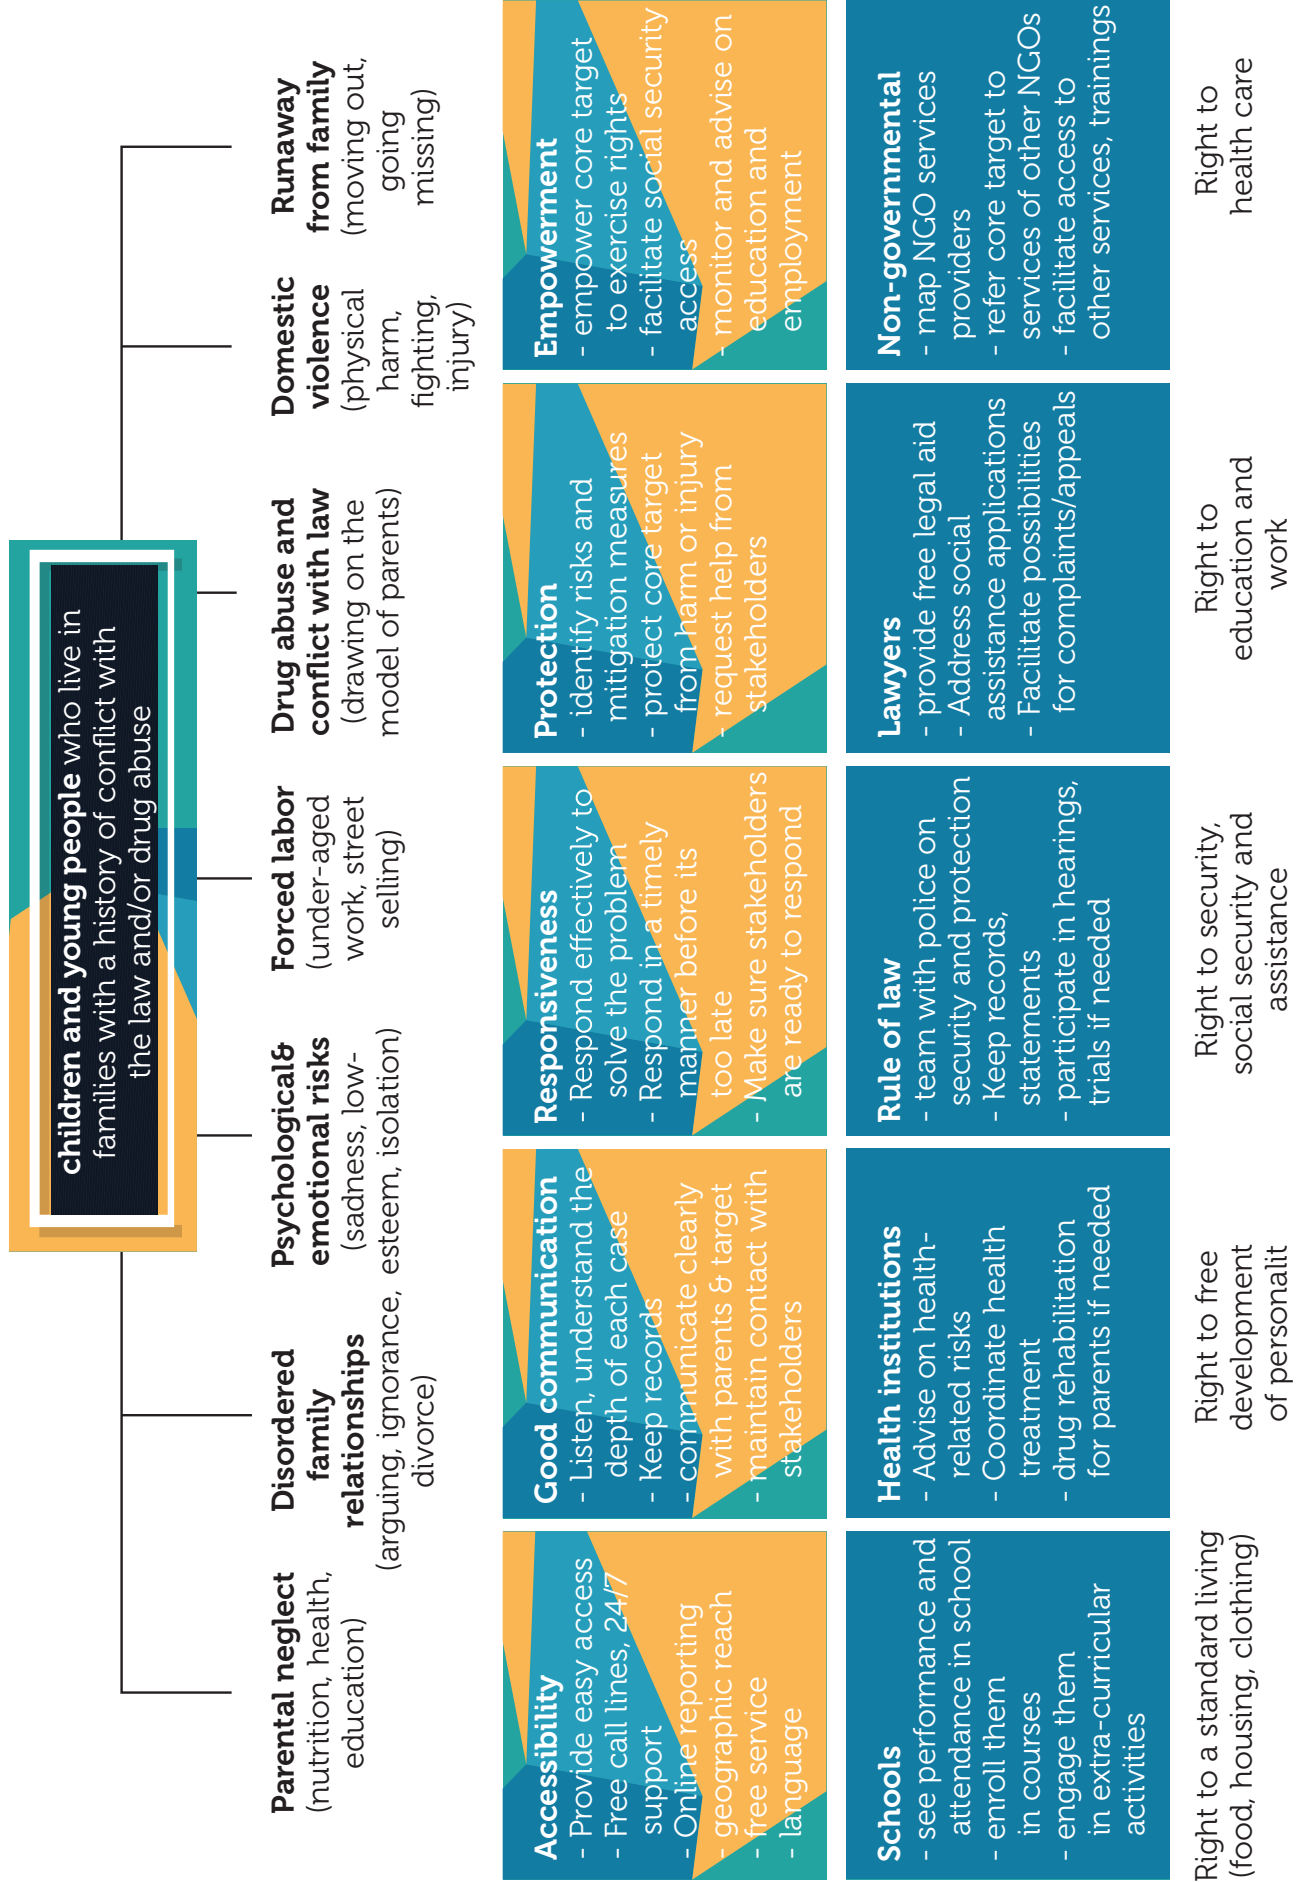 children and young people who live in
families with a history of conflict with
the law and/or drug abuse
Parental neglect
(nutrition, health,
education)
Disordered
family
relationships
(arguing, ignorance,
divorce)
Psychological&
emotional risks
(sadness, low-
esteem, isolation)
Forced labor
(under-aged
work, street
selling)
Drug abuse and
conflict with law
(drawing on the
model of parents)
Domestic
violence
(physical
harm,
fighting,
injury)
Runaway
from family
(moving out,
going
missing)
Accessibility
- Provide easy access
- Free call lines, 24/7
support
- Online reporting
- geographic reach
- free service
- language
Good communication
- Listen, understand the
depth of each case
- Keep records
- communicate clearly
with parents & target
- maintain contact with
stakeholders
Responsiveness
- Respond effectively to
solve the problem
- Respond in a timely
manner before its
too late
- Make sure stakeholders
are ready to respond
Protection
- identify risks and
mitigation measures
- protect core target
from harm or injury
- request help from
stakeholders
Empowerment
- empower core target
to exercise rights
- facilitate social security
access
- monitor and advise on
education and
employment
Schools
- see performance and
attendance in school
- enroll them
in courses
- engage them
in extra-curricular
activities
Health institutions
- Advise on health-
related risks
- Coordinate health
treatment
- drug rehabilitation
for parents if needed
Rule of law
- team with police on
security and protection
- Keep records,
statements
- participate in hearings,
trials if needed
Lawyers
- provide free legal aid
- Address social
assistance applications
- Facilitate possibilities
for complaints/appeals
Non-governmental
- map NGO services
providers
- refer core target to
services of other NGOs
- facilitate access to
other services, trainings
Right to a standard living
(food, housing, clothing)
Right to free
development
of personalit
Right to security,
social security and
assistance
Right to
education and
work
Right to
health care